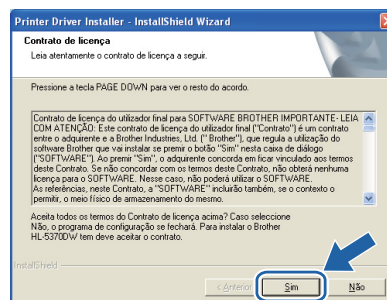 Printer Driver Installer - InstallShield Wizard
Contrato de licença
Leia atentamente o contrato de licença a seguir.
Pressione a tecla PAGE DOWN para ver o resto do acordo.
Contrato de licença do utilizador final para SOFTWARE BROTHER IMPORTANTE- LEIA
COM ATENÇÃO: Este contrato de licença do utilizador final ("Contrato") é um contrato
entre o adquirente e a Brother Industries, Ltd. (" Brother"), que regula a utilização do
software Brother que vai instalar se premir o botão "Sim" nesta caixa de diálogo
("SOFTWARE"). Ao premir "Sim", o adquirente concorda em ficar vinculado aos termos
deste Contrato. Se não concordar com os termos deste Contrato, não obterá nenhuma
licença para o SOFTWARE. Nesse caso, não poderá utilizar o SOFTWARE.
As referências, neste Contrato, a "SOFTWARE" incluirão também, se o contexto o
permitir, o meio físico de armazenamento do mesmo.
Aceita todos os termos do Contrato de licença acima? Caso seleccione
Não, o programa de configuração se fechará. Para instalar o Brother
HL-5370DW tem deve aceitar o contrato.
InstallShield
< Anterior
Sim
Não